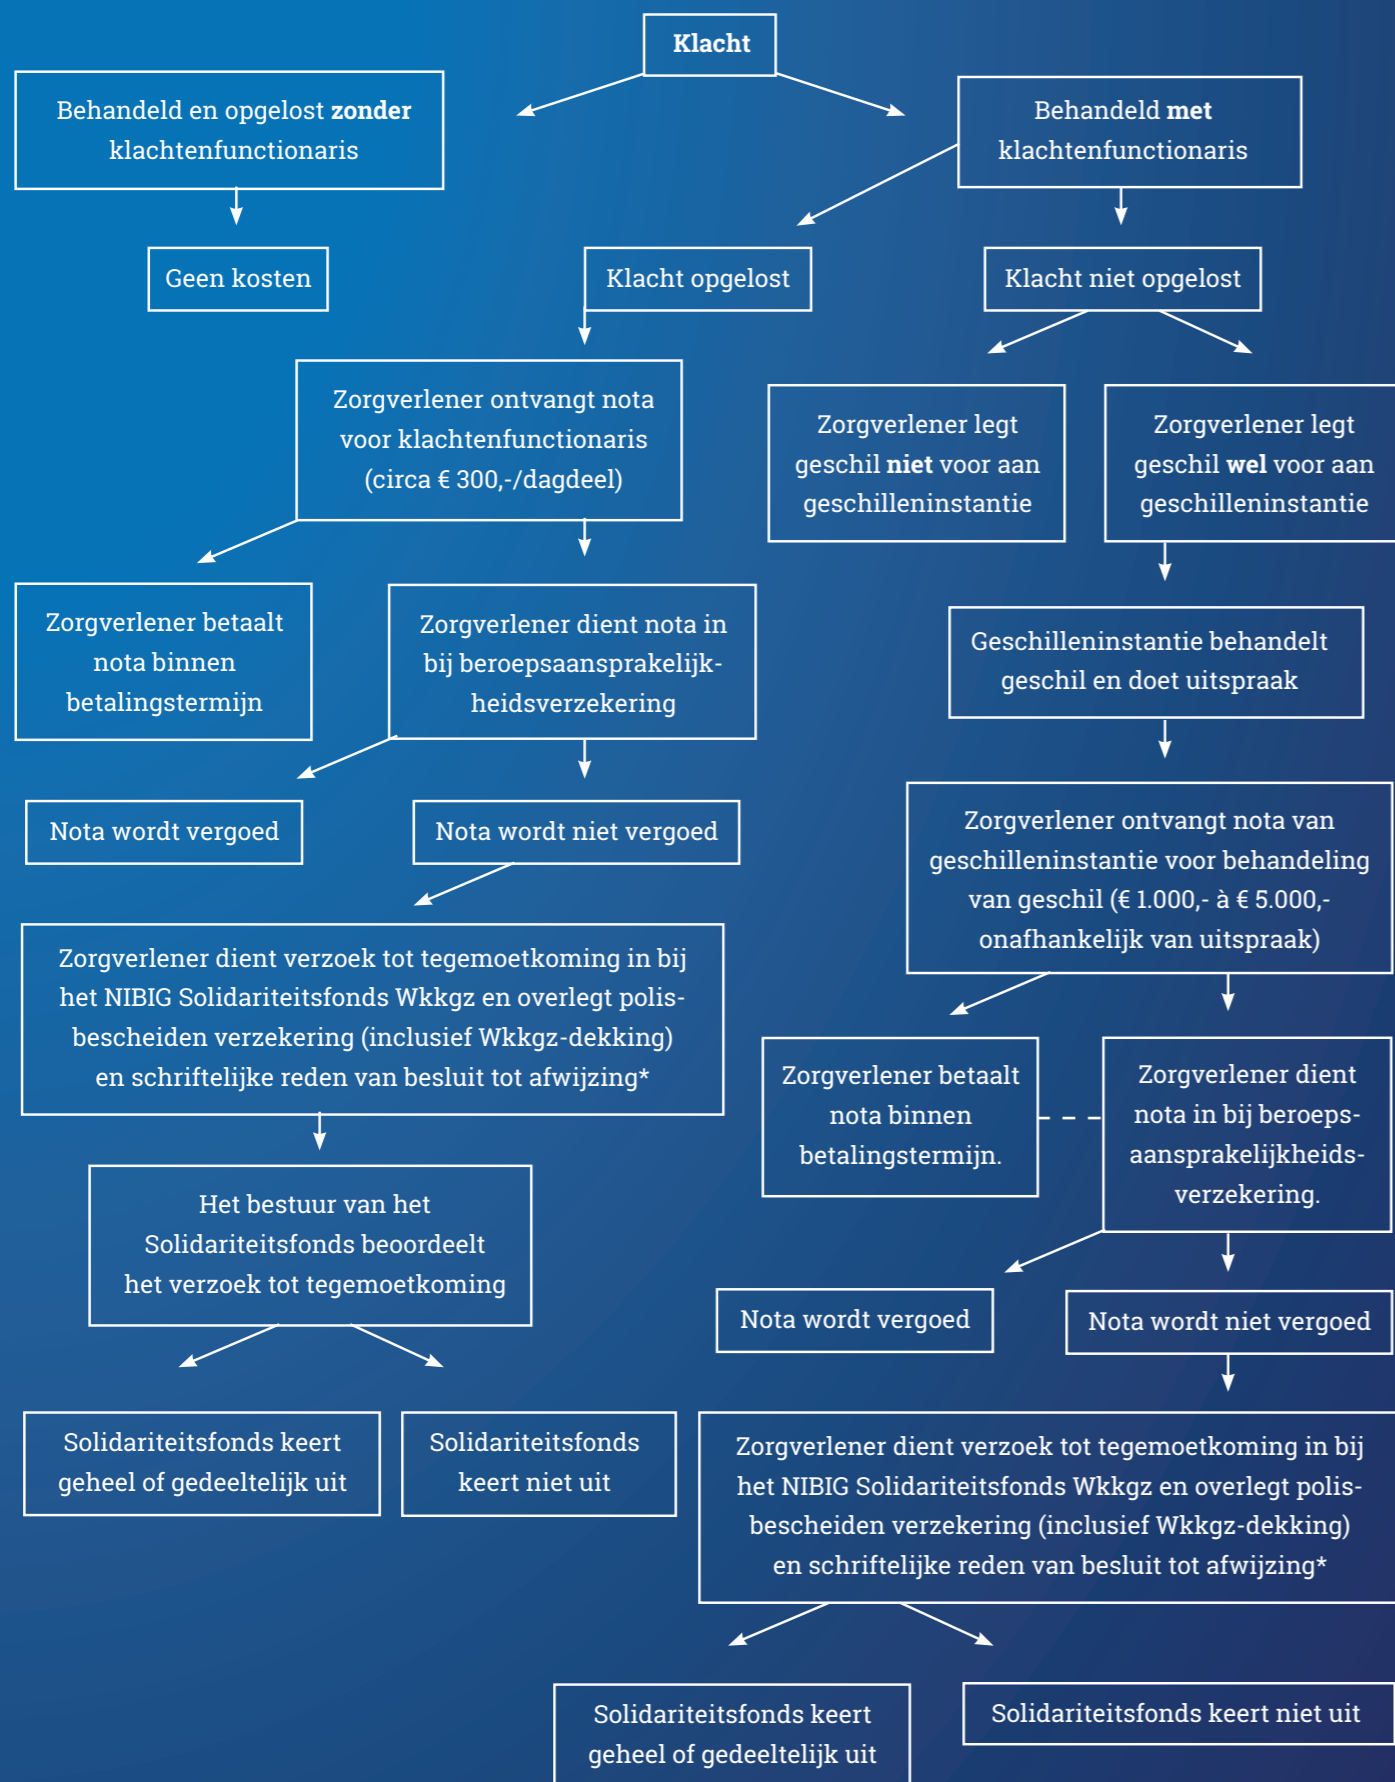 Klacht
Behandeld en opgelost zonder
klachtenfunctionaris
Behandeld met
klachtenfunctionaris
Geen kosten
Klacht opgelost
Klacht niet opgelost
Zorgverlener ontvangt nota
voor klachtenfunctionaris
(circa € 300,-/dagdeel)
Zorgverlener legt
geschil niet voor aan
geschilleninstantie
Zorgverlener legt
geschil wel voor aan
geschilleninstantie
Zorgverlener betaalt
nota binnen
betalingstermijn
Zorgverlener dient nota in
bij beroepsaansprakelijk-
heidsverzekering
Geschilleninstantie behandelt
geschil en doet uitspraak
Nota wordt vergoed
Nota wordt niet vergoed
Zorgverlener ontvangt nota van
geschilleninstantie voor behandeling
van geschil (€ 1.000,- à € 5.000,-
onafhankelijk van uitspraak)
Zorgverlener dient verzoek tot tegemoetkoming in bij
het NIBIG Solidariteitsfonds Wkkgz en overlegt polis-
bescheiden verzekering (inclusief Wkkgz-dekking)
en schriftelijke reden van besluit tot afwijzing*
Zorgverlener betaalt
nota binnen
betalingstermijn.
Zorgverlener dient
nota in bij beroeps-
aansprakelijkheids-
verzekering.
Het bestuur van het
Solidariteitsfonds beoordeelt
het verzoek tot tegemoetkoming
Nota wordt vergoed
Nota wordt niet vergoed
Solidariteitsfonds keert
geheel of gedeeltelijk uit
Solidariteitsfonds
keert niet uit
Zorgverlener dient verzoek tot tegemoetkoming in bij
het NIBIG Solidariteitsfonds Wkkgz en overlegt polis-
bescheiden verzekering (inclusief Wkkgz-dekking)
en schriftelijke reden van besluit tot afwijzing*
Solidariteitsfonds keert
geheel of gedeeltelijk uit
Solidariteitsfonds keert niet uit